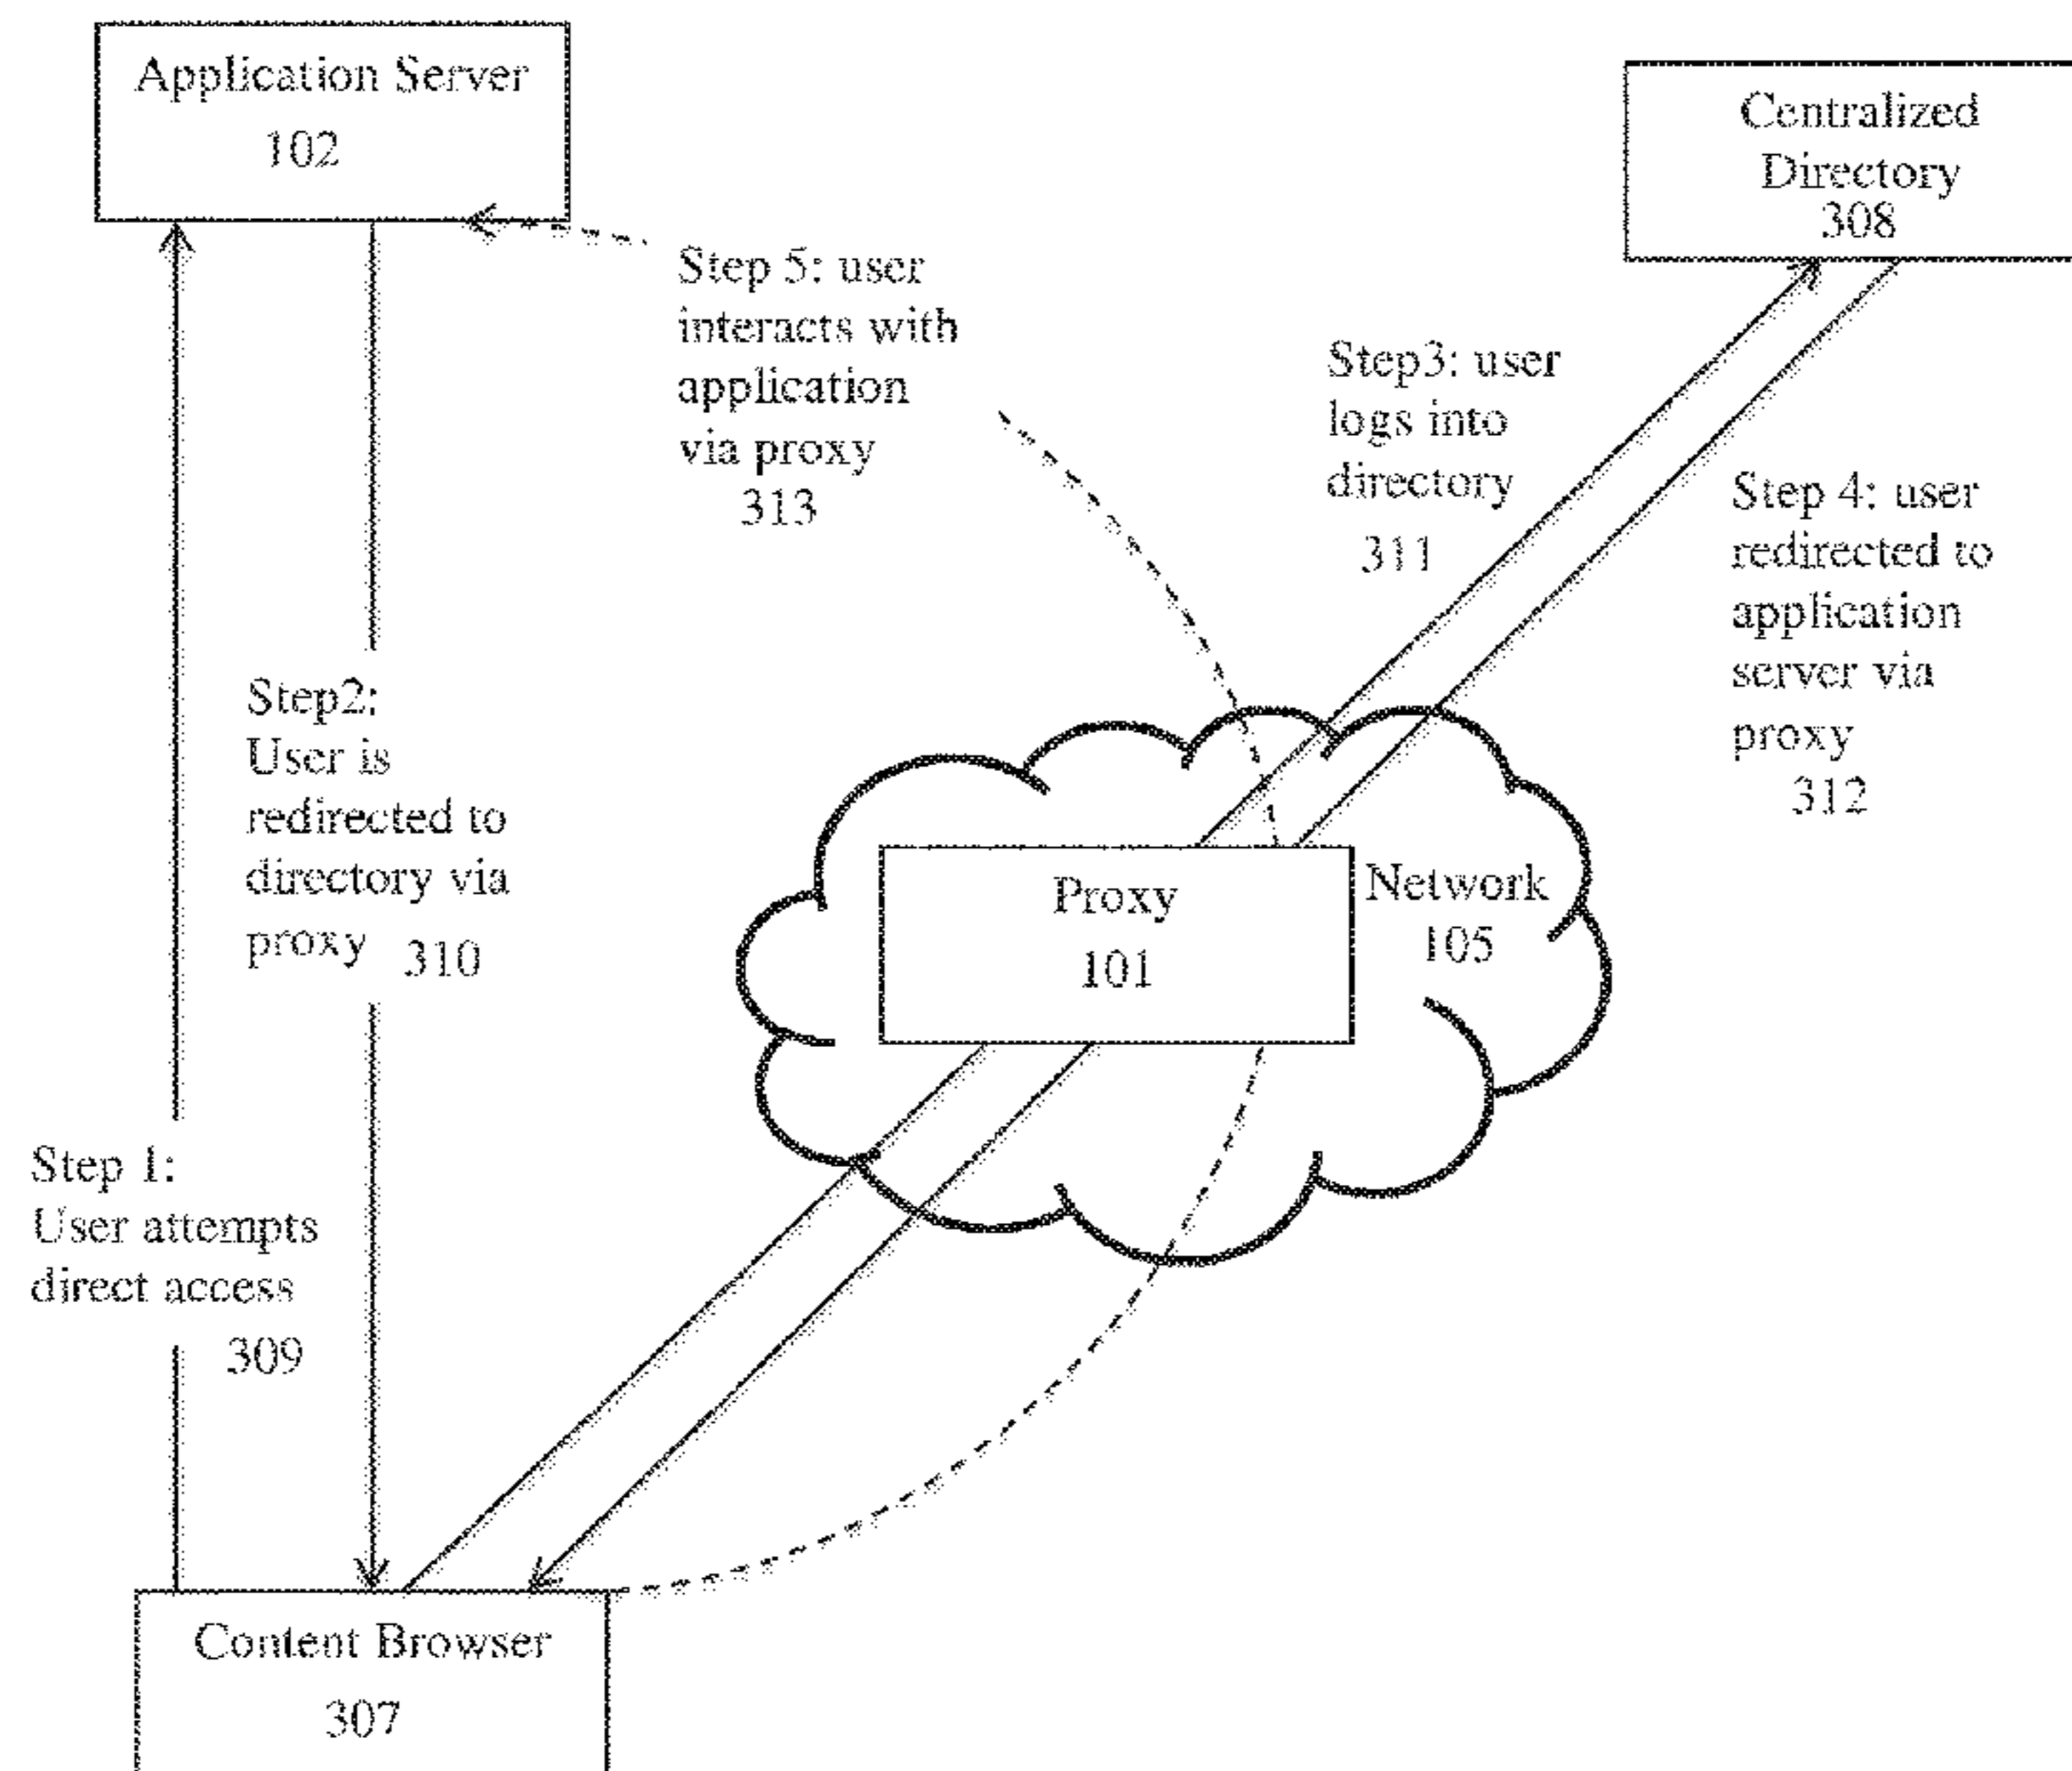 Application Server
102
Centralized
Directory
308
Step 5: user
interacts with
application
via proxy
313
Step3: user
logs into
directory
311
Step 4: user
redirected to
application
server via
proxy
312
Step2:
User is
redirected to
directory via
proxy 310
Proxy
101
Network
105
Step 1:
User attempts
direct access
309
Content Browser
307